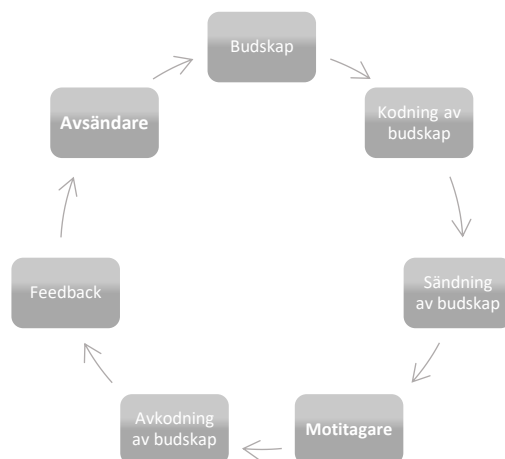 Budskap
Kodning av
budskap
Sändning
av budskap
Motitagare
Avkodning
av budskap
Feedback
Avsändare